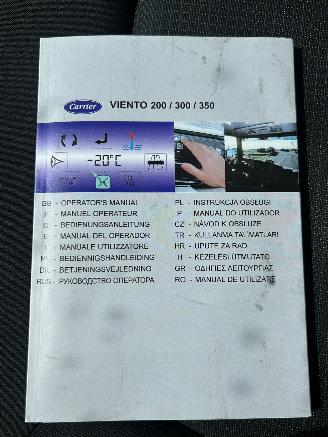 Carrier
VIENTO 200 / 300 / 350
-20°C
GB - OPERATOR'S MANUAL
F - MANUEL OPERATEUR
D - BEDIENUNGSANLEITUNG
E - MANUAL DEL OPERADOR
I - MANUALE UTILIZZATORE
NL - BEDIENNIGSHANDLEIDING
DK - BETJENINGSVEJLEDNING
RUS - РУКОВОДСТВО ОПЕРАТОРА
PL - INSTRUKCJA OBSŁUGI
P - MANUAL DO UTILIZADOR
CZ - NÁVOD K OBSLUZE
TR - KULLANMA TALİMATLARI
HR - UPUTE ZA RAD
H - KEZELÉSI ÚTMUTATÓ
GR - ΟΔΗΓΙΕΣ ΛΕΙΤΟΥΡΓΙΑΣ
RO - MANUAL DE UTILIZARE